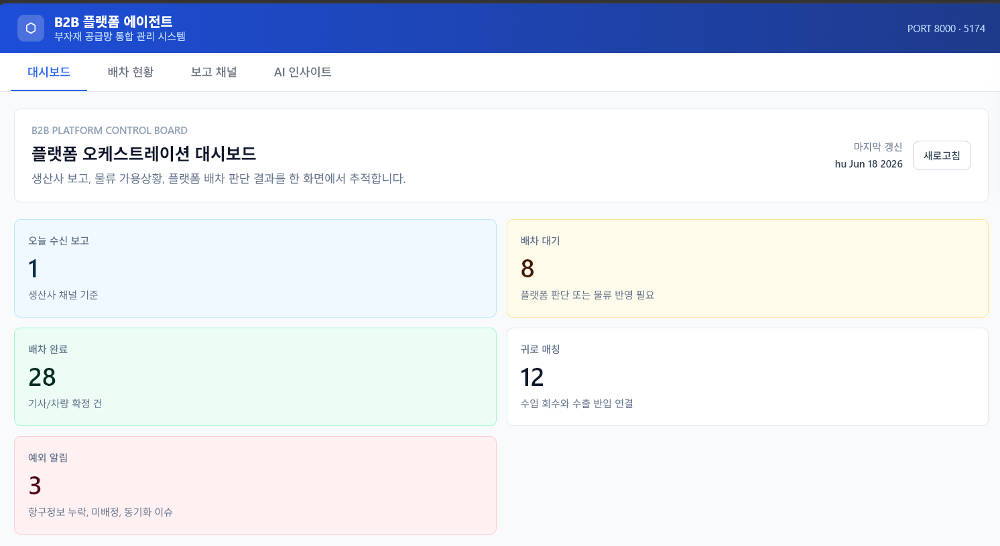 B2B 플랫폼 에이전트
부자재 공급망 통합 관리 시스템
PORT 8000 · 5174
대시보드
배차 현황
보고 채널
AI 인사이트
B2B PLATFORM CONTROL BOARD
플랫폼 오케스트레이션 대시보드
생산사 보고, 물류 가용상황, 플랫폼 배차 판단 결과를 한 화면에서 추적합니다.
마지막 갱신
hu Jun 18 2026
새로고침
오늘 수신 보고
1
생산사 채널 기준
배차 대기
8
플랫폼 판단 또는 물류 반영 필요
배차 완료
28
기사/차량 확정 건
귀로 매칭
12
수입 회수와 수출 반입 연결
예외 알림
3
항구정보 누락, 미배정, 동기화 이슈